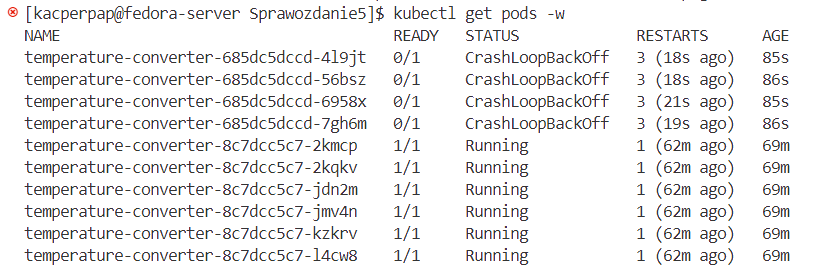 [kacperpap@fedora-server Sprawozdanie5]$ kubectl get pods -w
NAME READY STATUS RESTARTS AGE
temperature-converter-685dc5dccd-4l9jt 0/1 CrashLoopBackOff 3 (18s ago) 85s
temperature-converter-685dc5dccd-56bsz 0/1 CrashLoopBackOff 3 (18s ago) 86s
temperature-converter-685dc5dccd-6958x 0/1 CrashLoopBackOff 3 (21s ago) 85s
temperature-converter-685dc5dccd-7gh6m 0/1 CrashLoopBackOff 3 (19s ago) 86s
temperature-converter-8c7dcc5c7-2kmcp 1/1 Running 1 (62m ago) 69m
temperature-converter-8c7dcc5c7-2kqkv 1/1 Running 1 (62m ago) 69m
temperature-converter-8c7dcc5c7-jdn2m 1/1 Running 1 (62m ago) 69m
temperature-converter-8c7dcc5c7-jmv4n 1/1 Running 1 (62m ago) 69m
temperature-converter-8c7dcc5c7-kzkrv 1/1 Running 1 (62m ago) 69m
temperature-converter-8c7dcc5c7-l4cw8 1/1 Running 1 (62m ago) 69m